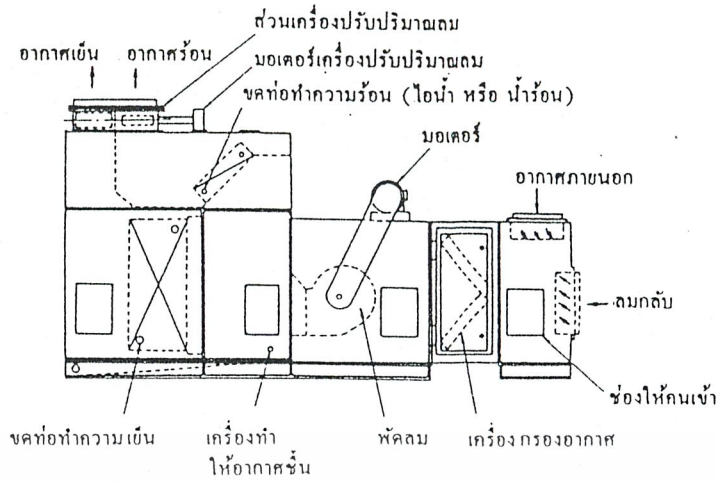 ส่วนเครื่องปรับปริมาณลม
อากาศเย็น อากาศร้อน
มอเตอร์เครื่องปรับปริมาณลม
ขดท่อทำความร้อน (ไอน้ำ หรือ น้ำร้อน)
มอเตอร์
อากาศภายนอก
ลมกลับ
ช่องให้คนเข้า
ขดท่อทำความเย็น
เครื่องทำ
ให้อากาศชื้น
พัดลม
เครื่องกรองอากาศ